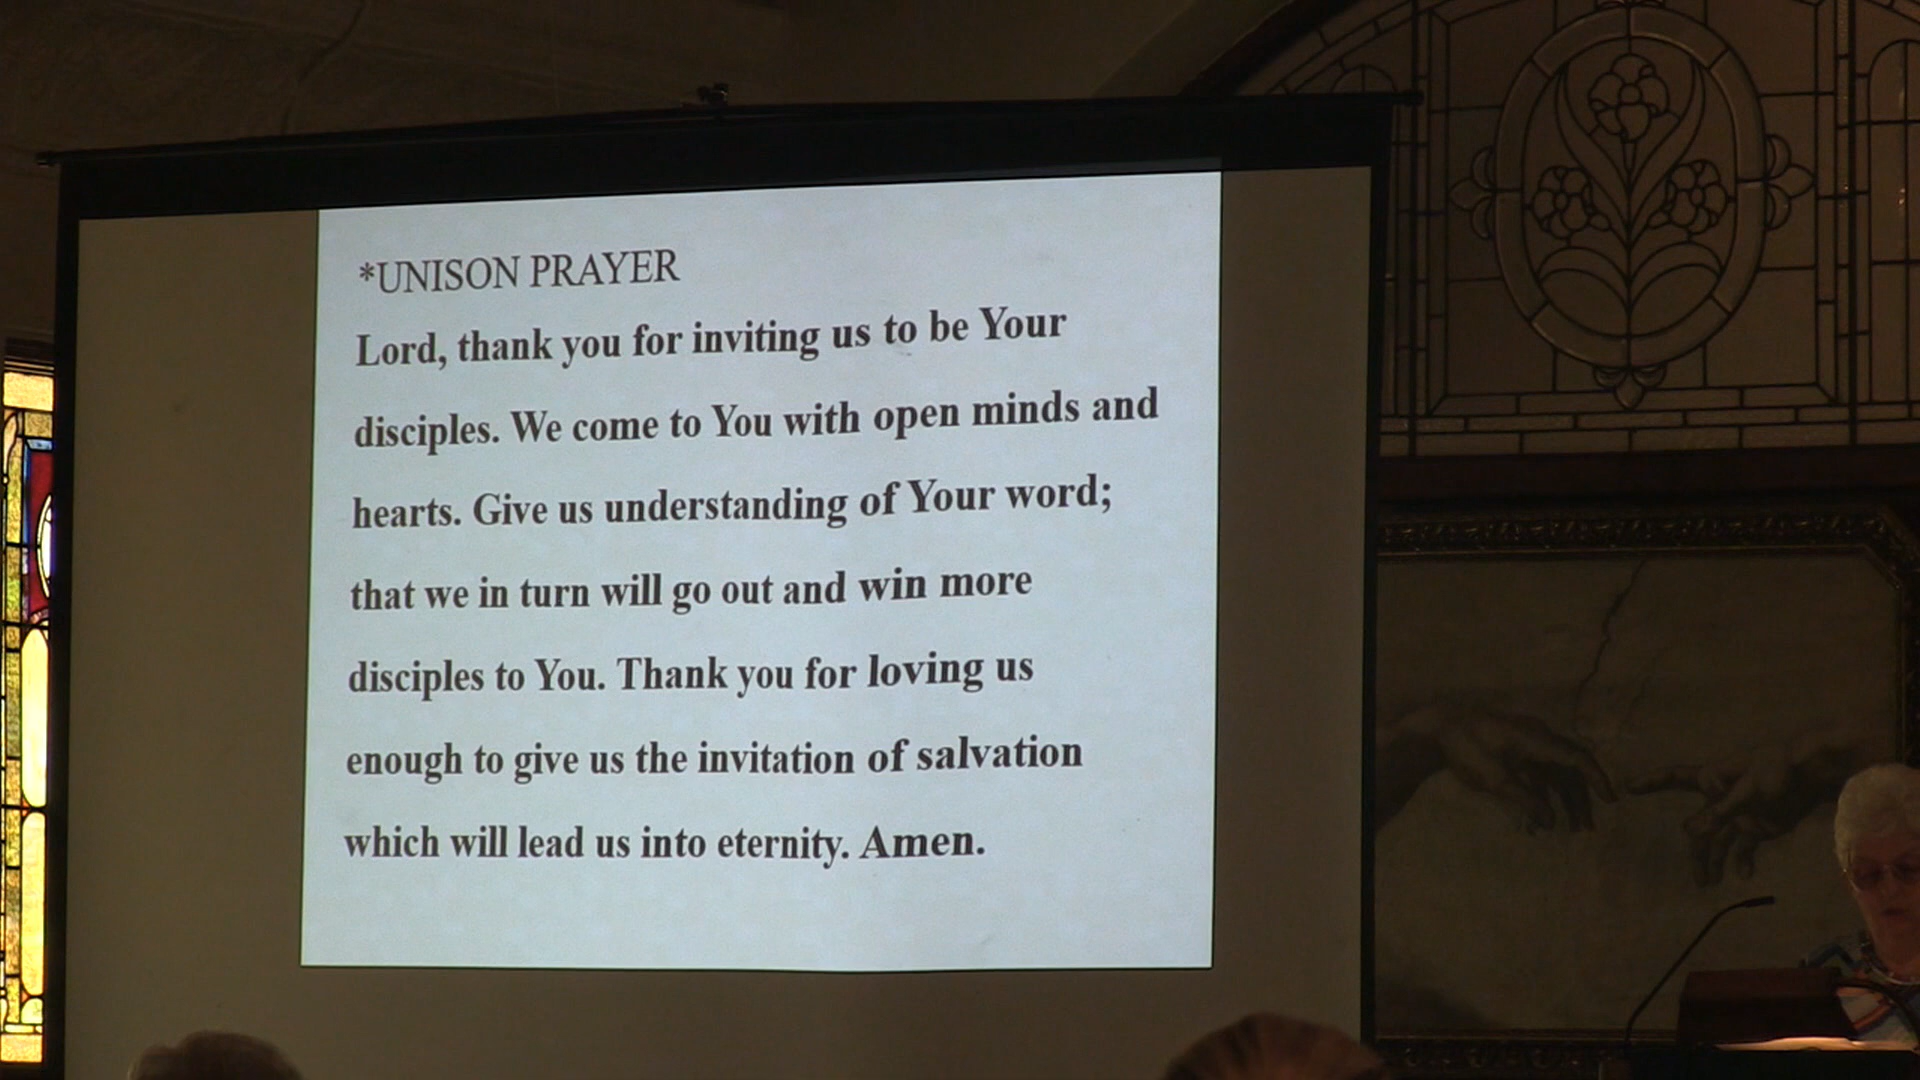 *UNISON PRAYER
Lord, thank you for inviting us to be Your
disciples. We come to You with open minds and
hearts. Give us understanding of Your word;
that we in turn will go out and win more
disciples to You. Thank you for loving us
enough to give us the invitation of salvation
which will lead us into eternity. Amen.